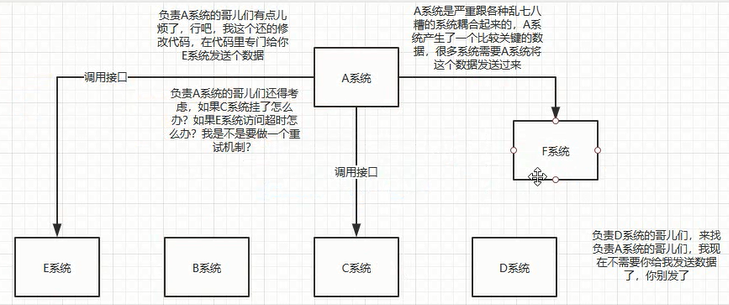 负责A系统的哥儿们有点儿
烦了，行吧，我这个还的修
改代码，在代码里专门给你
E系统发送个数据
A系统是严重跟各种乱七八
糟的系统耦合起来的，A系
统产生了一个比较关键的数
据，很多系统需要A系统将
这个数据发送过来
调用接口
A系统
负责A系统的哥儿们还得考
虑，如果C系统挂了怎么
办？如果E系统访问超时怎
么办？我是不是要做一个重
试机制？
F系统
调用接口
负责D系统的哥儿们，来找
负责A系统的哥儿们，我现
在不需要你给我发送数据
了，你别发了
E系统
B系统
C系统
D系统